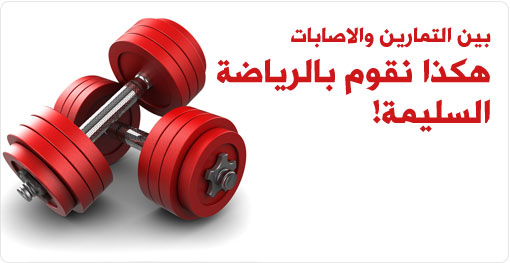 بين التمارين والاصابات
هكذا نقوم بالرياضة
السليمة!